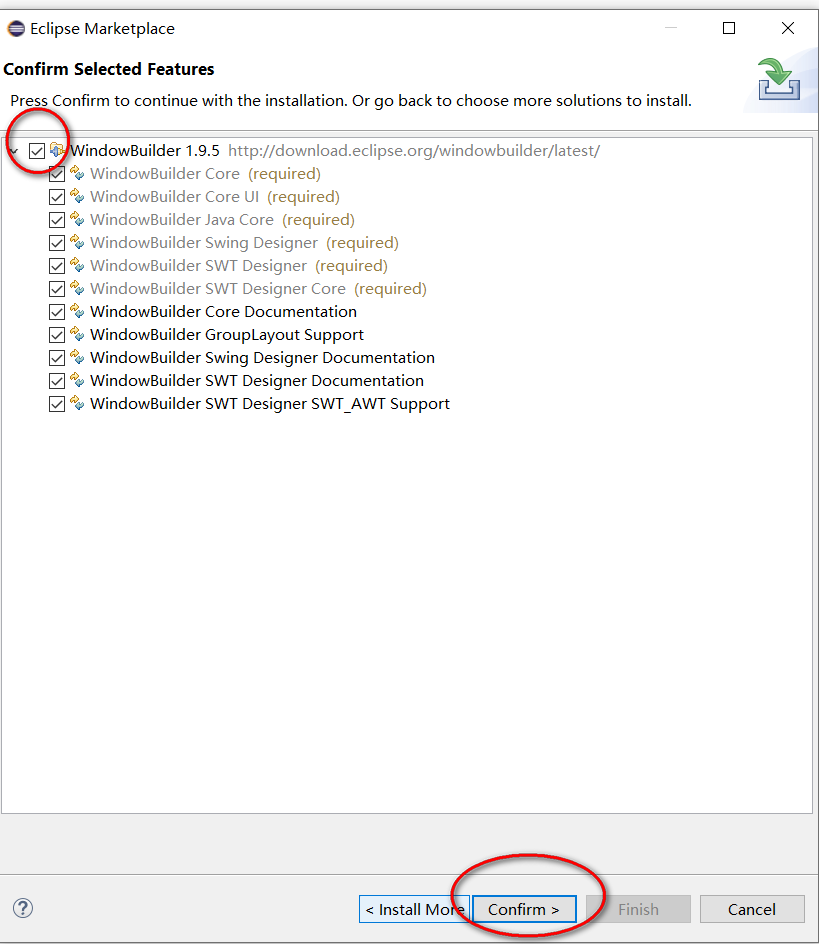 Eclipse Marketplace
Confirm Selected Features
Press Confirm to continue with the installation. Or go back to choose more solutions to install.
WindowBuilder 1.9.5 http://download.eclipse.org/windowbuilder/latest/
WindowBuilder Core (required)
WindowBuilder Core UI (required)
WindowBuilder Java Core (required)
WindowBuilder Swing Designer (required)
WindowBuilder SWT Designer (required)
WindowBuilder SWT Designer Core (required)
WindowBuilder Core Documentation
WindowBuilder GroupLayout Support
WindowBuilder Swing Designer Documentation
WindowBuilder SWT Designer Documentation
WindowBuilder SWT Designer SWT_AWT Support
? < Install More Confirm > Finish Cancel